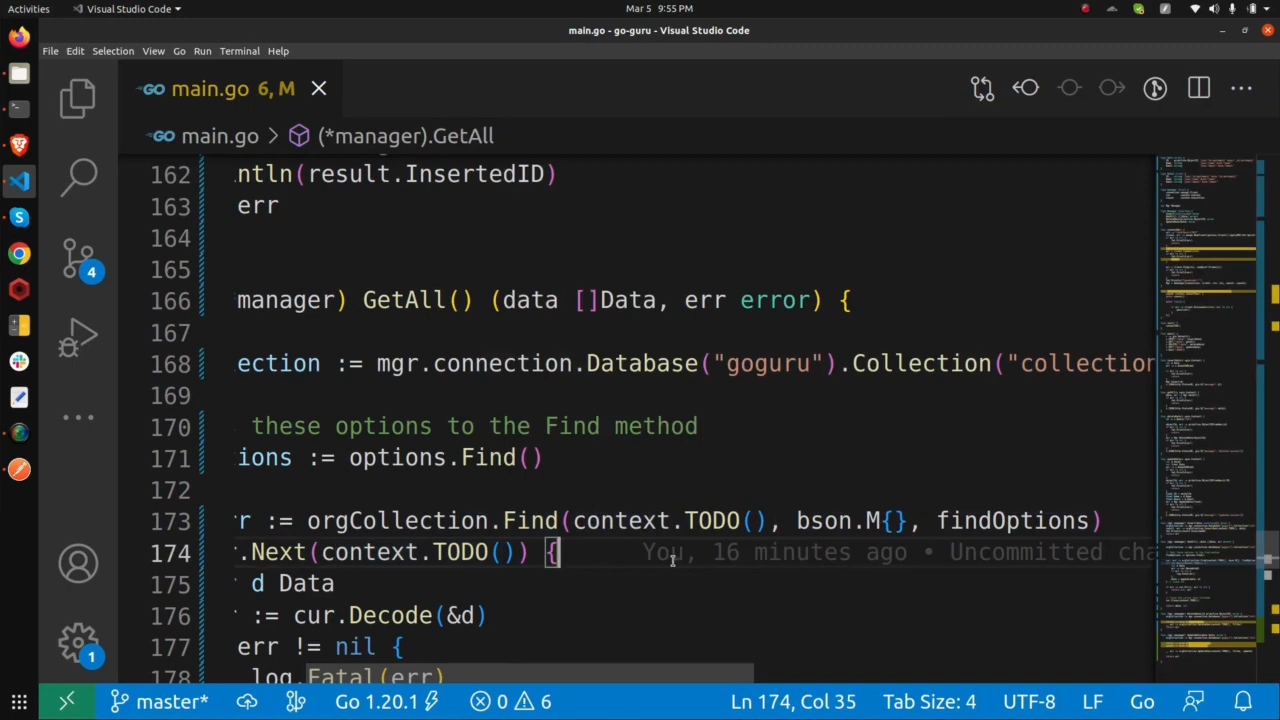 Activities Visual Studio Code Mar 5 9:55 PM
main.go - go-guru - Visual Studio Code
File Edit Selection View Go Run Terminal Help
GO main.go 6, M
GO main.go > (*manager).GetAll
162 ntln(result.InsertedID)
163 err
164
165
166 manager) GetAll() (data []Data, err error) {
167
168 ection := mgr.connection.Database("goguru").Collection("collection
169
170 these options to the Find method
171 ions := options.Find()
172
173 r := orgCollection.Find(context.TODO(), bson.M{}, findOptions)
174 .Next(context.TODO()) { You, 16 minutes ago • Uncommitted cha
175 d Data
176 := cur.Decode(&d)
177 err != nil {
178 log.Fatal(err)
4
1
master* Go 1.20.1 0 6 Ln 174, Col 35 Tab Size: 4 UTF-8 LF Go